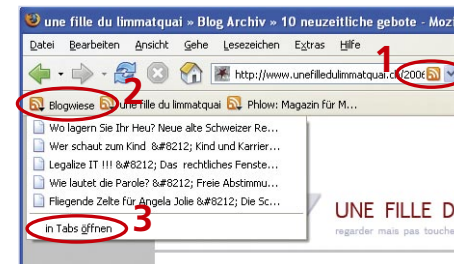 une fille du limmatquai » Blog Archiv » 10 neuzeitliche gebote - Mozi
Datei Bearbeiten Ansicht Gehe Lesezeichen Extras Hilfe
1
http://www.unefilledulimmatquai.ch/2006
2
Blogwiese une fille du limmatquai Phlow: Magazin für M...
Wo lagern Sie Ihr Heu? Neue alte Schweizer Re...
Wer schaut zum Kind &#8212; Kind und Karrier...
Legalize IT !!! &#8212; Das rechtliches Fenste...
Wie lautet die Parole? &#8212; Freie Abstimmu...
Fliegende Zelte für Angela Jolie &#8212; Die Sc...
in Tabs öffnen
3
UNE FILLE D
regarder mais pas touche